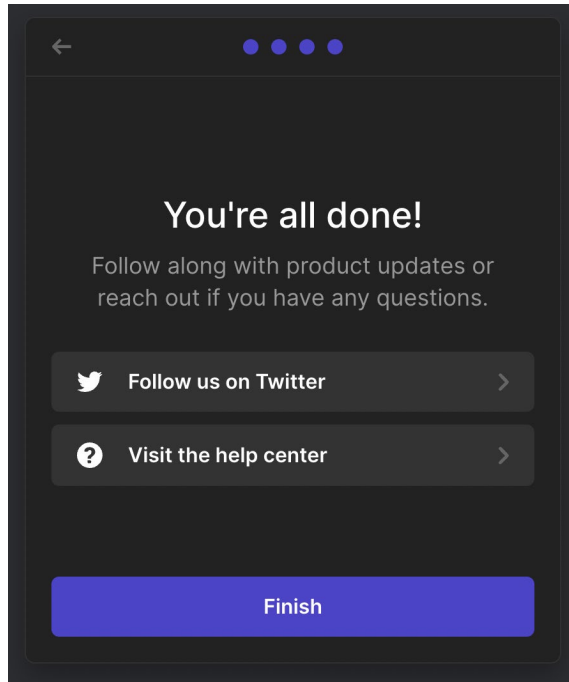 You're all done!
Follow along with product updates or
reach out if you have any questions.
Follow us on Twitter
Visit the help center
Finish